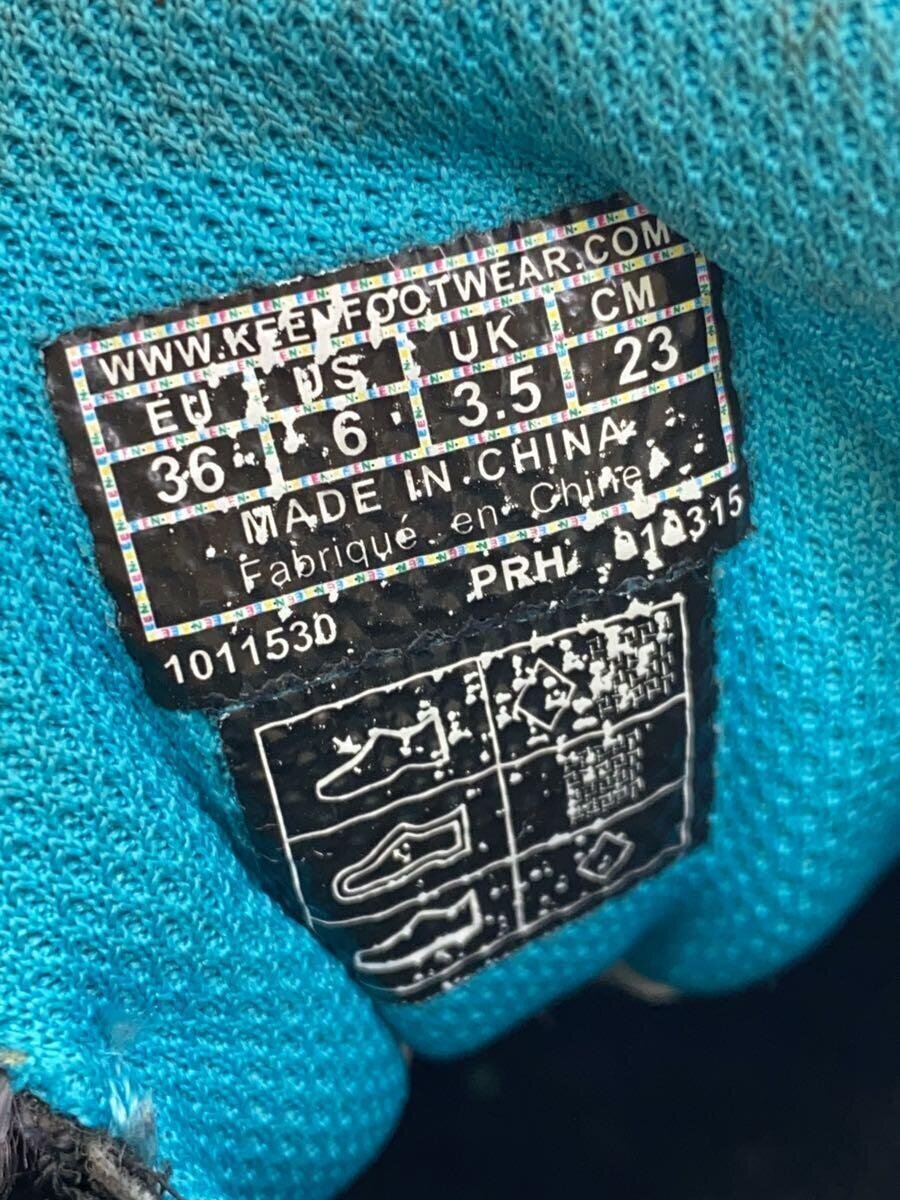 WWW.KEENFOOTWEAR.COM
EU US UK CM
36 6 3.5 23
MADE IN CHINA
Fabriqué en Chine
1011530 PRH